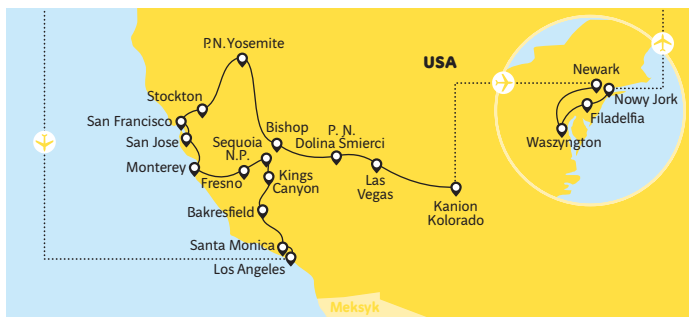 P.N. Yosemite
USA
Newark
Nowy Jork
Filadelfia
Waszyngton
Stockton
San Francisco
San Jose
Monterey
Fresno
Sequoia
N.P.
Bishop
Kings
Canyon
P. N.
Dolina Śmierci
Las
Vegas
Kanion
Kolorado
Bakresfield
Santa Monica
Los Angeles
Meksyk